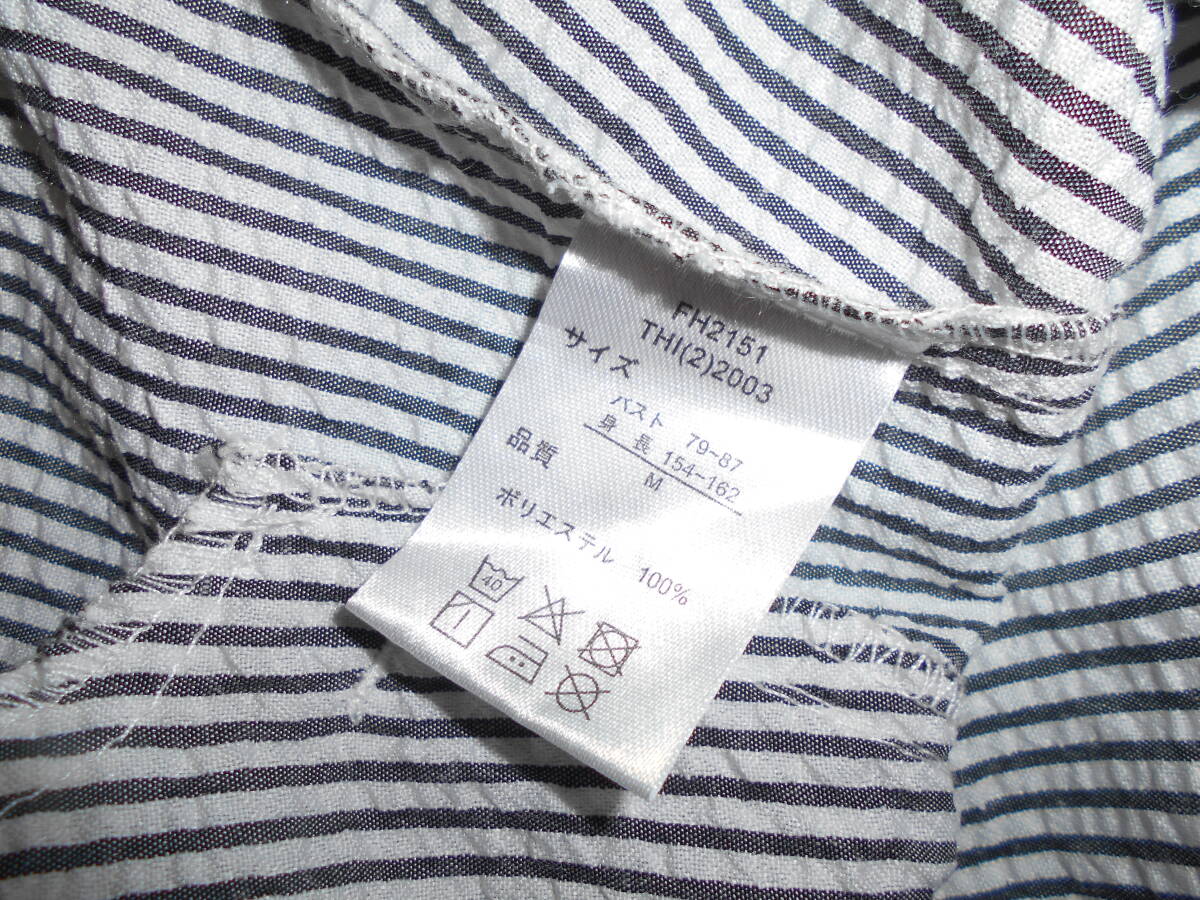 FH2151
THI(2)2003
サイズ
バスト 79-87
身 長 154-162
M
品質
ポリエステル 100%
40